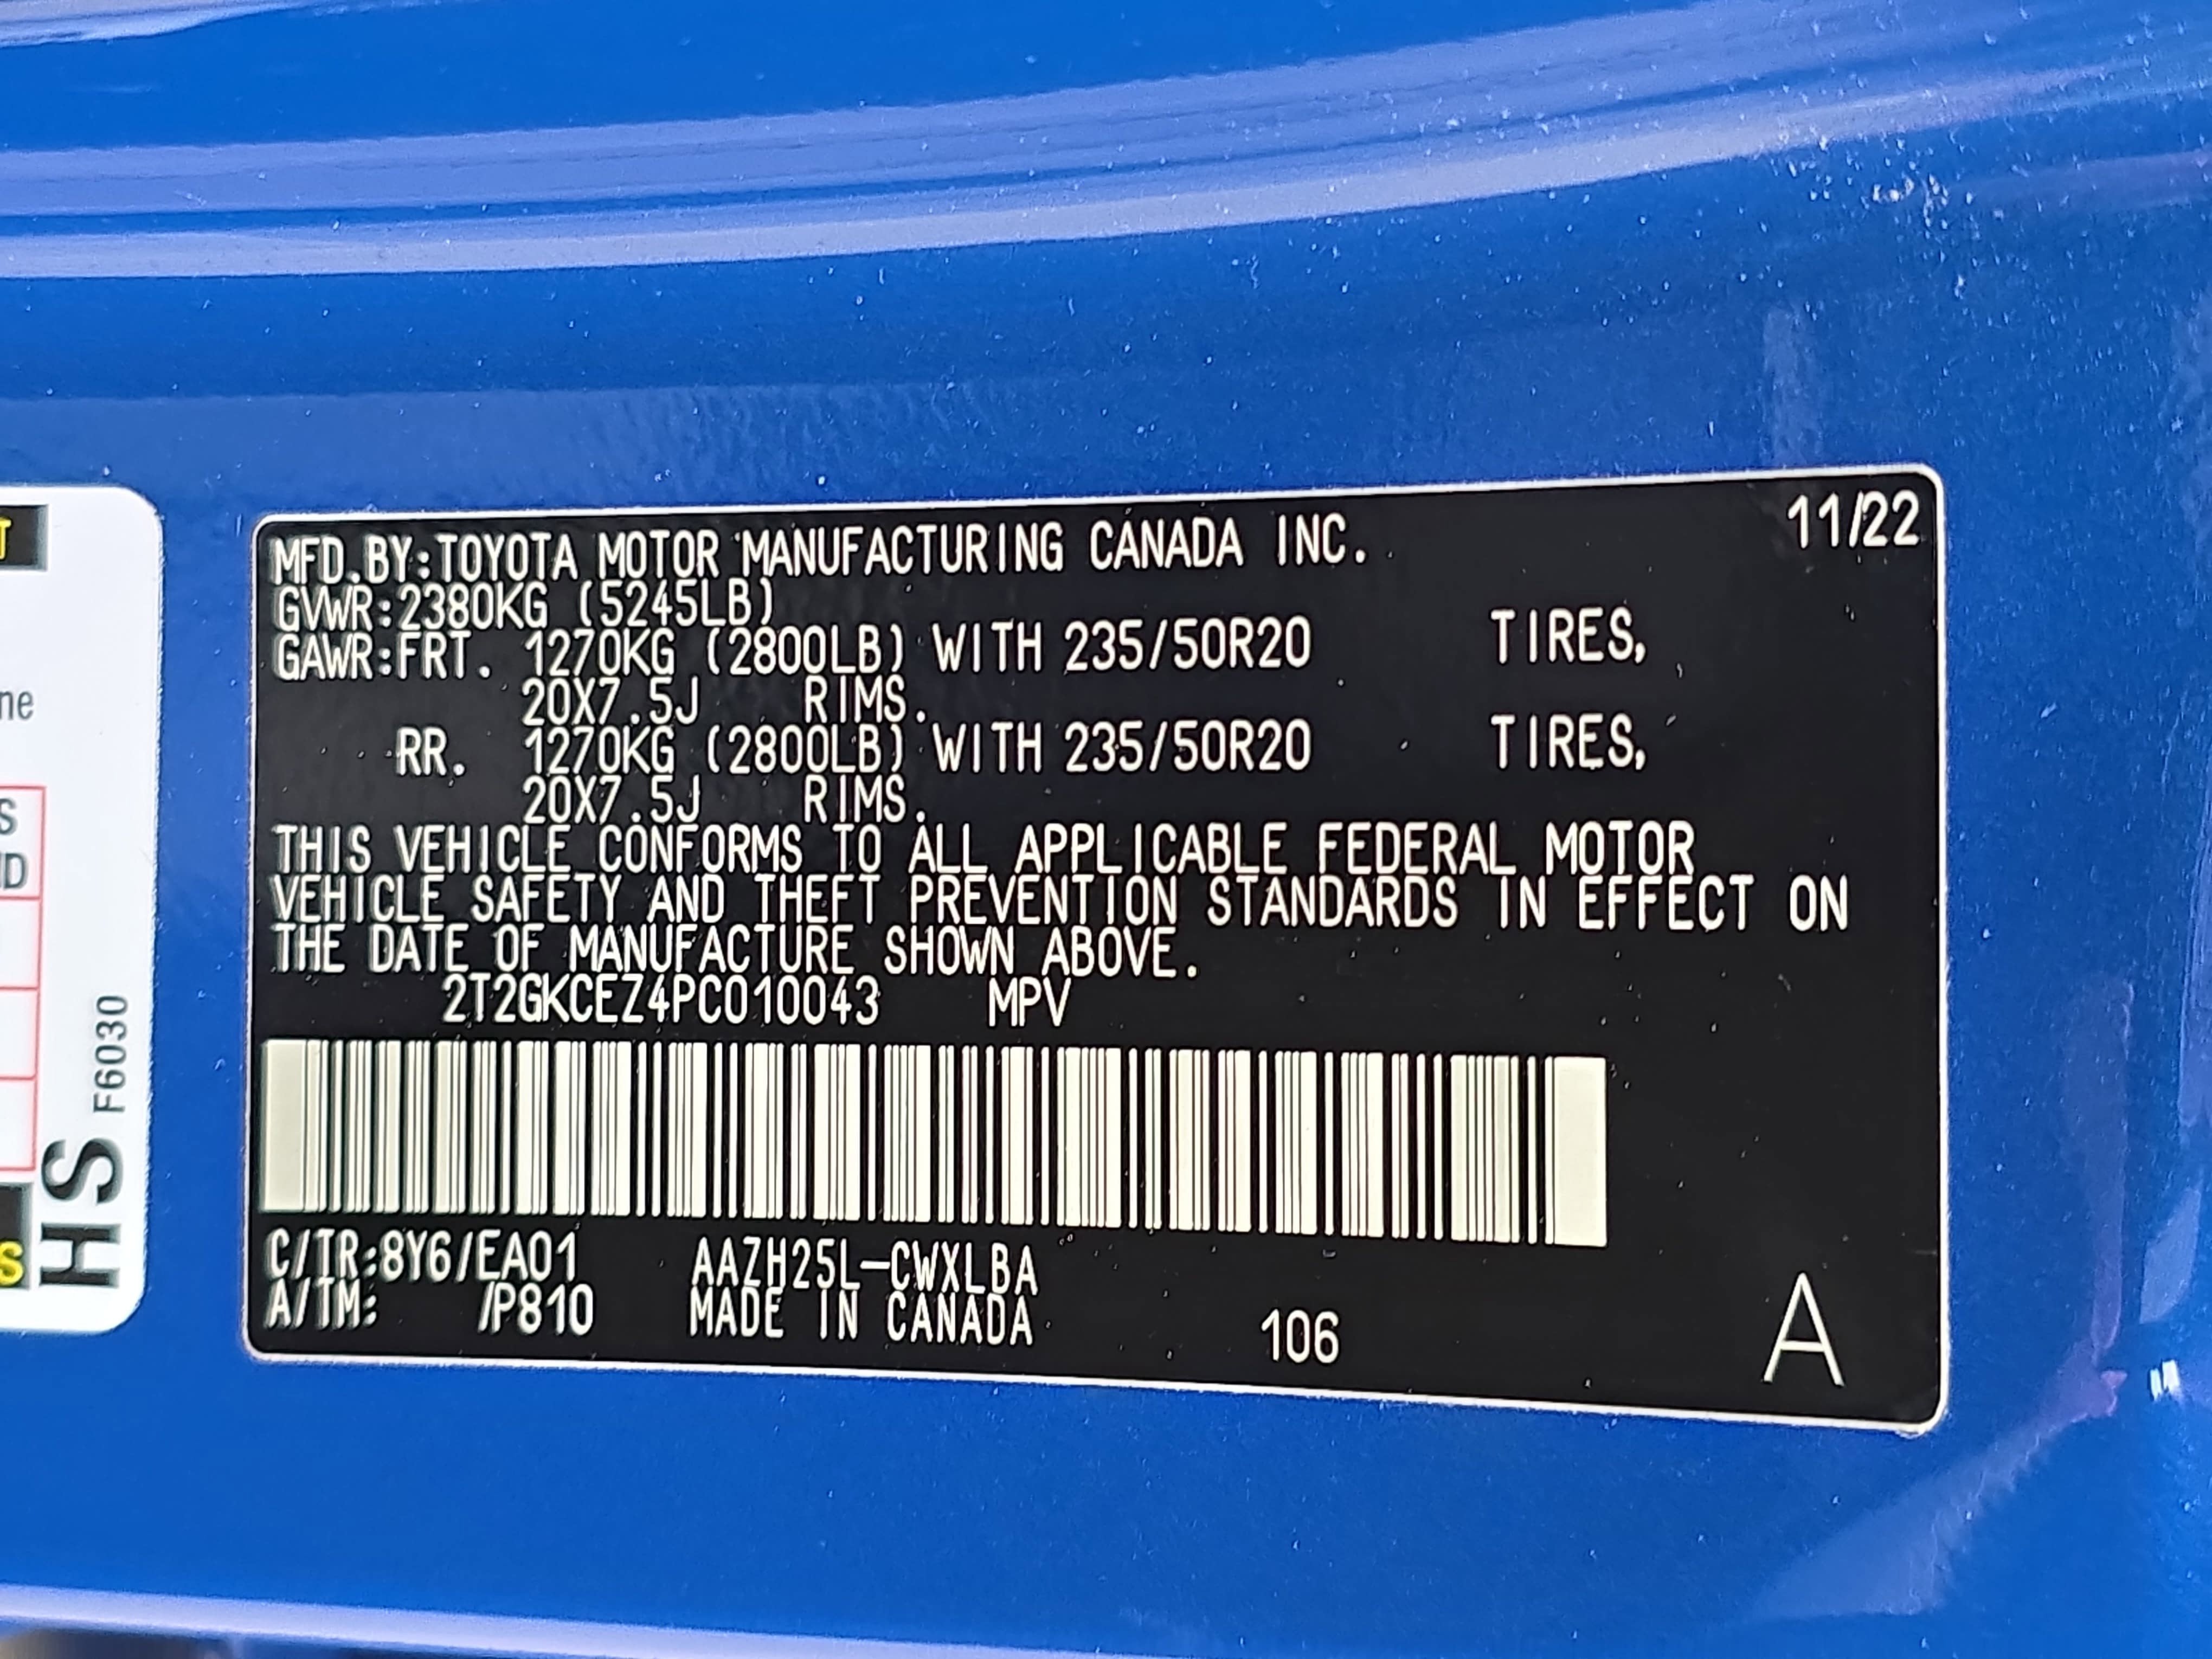 11/22
MFD.BY:TOYOTA MOTOR MANUFACTURING CANADA INC.
GVWR:2380KG (5245LB)
GAWR:FRT. 1270KG (2800LB) WITH 235/50R20 TIRES,
20X7.5J RIMS.
RR. 1270KG (2800LB) WITH 235/50R20 TIRES,
20X7.5J RIMS.
THIS VEHICLE CONFORMS TO ALL APPLICABLE FEDERAL MOTOR
VEHICLE SAFETY AND THEFT PREVENTION STANDARDS IN EFFECT ON
THE DATE OF MANUFACTURE SHOWN ABOVE.
2T2GKCEZ4PC010043 MPV
C/TR:8Y6/EA01 AAZH25L-CWXLBA
A/TM: /P810 MADE IN CANADA 106 A
HS F6030